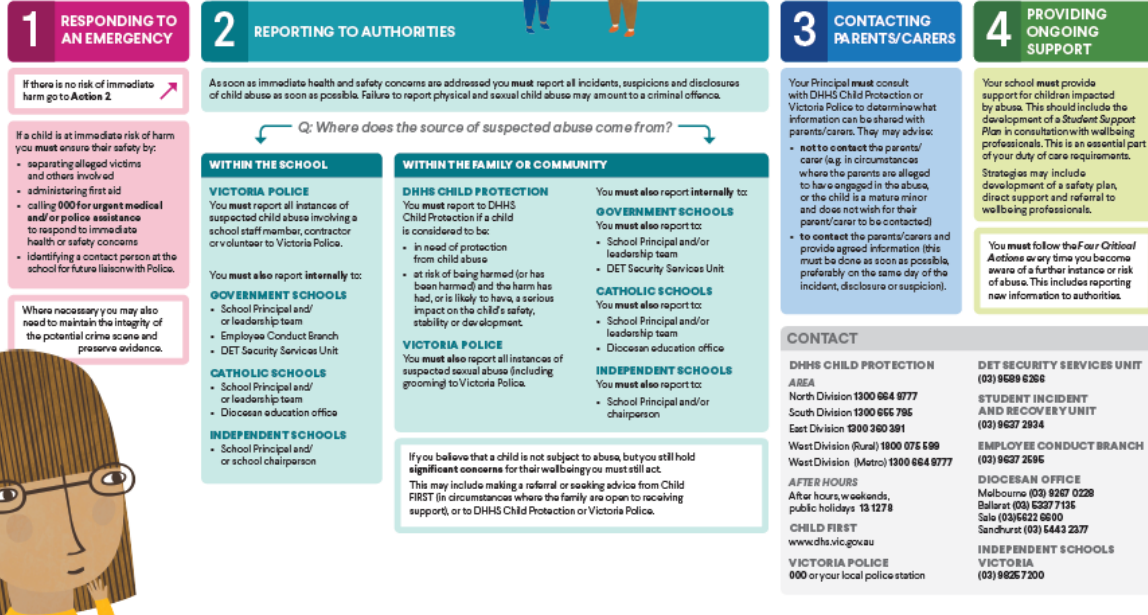 1
RESPONDING TO
AN EMERGENCY
If there is no risk of immediate
harm go to Action 2.
If a child is at immediate risk of harm
you must ensure their safety by:
• separating alleged victims
and others involved
• administering first aid
• calling 000 for urgent medical
and/or police assistance
to respond to immediate
health or safety concerns
• identifying a contact person at the
school for future liaison with Police.
Where necessary you may also
need to maintain the integrity of
the potential crime scene and
preserve evidence.
2
REPORTING TO AUTHORITIES
As soon as immediate health and safety concerns are addressed you must report all incidents, suspicions and disclosures
of child abuse as soon as possible. Failure to report physical and sexual child abuse may amount to a criminal offence.
Q: Where does the source of suspected abuse come from?
WITHIN THE SCHOOL
VICTORIA POLICE
You must report all instances of
suspected child abuse involving a
school staff member, contractor
or volunteer to Victoria Police.
You must also report internally to:
GOVERNMENT SCHOOLS
• School Principal and/
or leadership team
• Employee Conduct Branch
• DET Security Services Unit
CATHOLIC SCHOOLS
• School Principal and/
or leadership team
• Diocesan education office
INDEPENDENT SCHOOLS
• School Principal and/
or school chairperson
WITHIN THE FAMILY OR COMMUNITY
DHHS CHILD PROTECTION
You must report to DHHS
Child Protection if a child
is considered to be:
• in need of protection
from child abuse
• at risk of being harmed (or has
been harmed) and the harm has
had, or is likely to have, a serious
impact on the child's safety,
stability or development.
VICTORIA POLICE
You must also report all instances of
suspected sexual abuse (including
grooming) to Victoria Police.
You must also report internally to:
GOVERNMENT SCHOOLS
You must also report to:
• School Principal and/or
leadership team
• DET Security Services Unit
CATHOLIC SCHOOLS
You must also report to:
• School Principal and/or
leadership team
• Diocesan education office
INDEPENDENT SCHOOLS
You must also report to:
• School Principal and/or
chairperson
If you believe that a child is not subject to abuse, but you still hold
significant concerns for their wellbeing you must still act.
This may include making a referral or seeking advice from Child
FIRST (in circumstances where the family are open to receiving
support), or to DHHS Child Protection or Victoria Police.
3
CONTACTING
PARENTS/CARERS
Your Principal must consult
with DHHS Child Protection or
Victoria Police to determine what
information can be shared with
parents/carers. They may advise:
• not to contact the parents/
carer (e.g. in circumstances
where the parents are alleged
to have engaged in the abuse,
or the child is a mature minor
and does not wish for their
parent/carer to be contacted)
• to contact the parents/carers and
provide agreed information (this
must be done as soon as possible,
preferably on the same day of the
incident, disclosure or suspicion).
4
PROVIDING
ONGOING
SUPPORT
Your school must provide
support for children impacted
by abuse. This should include the
development of a Student Support
Plan in consultation with wellbeing
professionals. This is an essential part
of your duty of care requirements.
Strategies may include
development of a safety plan,
direct support and referral to
wellbeing professionals.
You must follow the Four Critical
Actions every time you become
aware of a further instance or risk
of abuse. This includes reporting
new information to authorities.
CONTACT
DHHS CHILD PROTECTION
AREA
North Division 1300 664 9777
South Division 1300 655 795
East Division 1300 360 391
West Division (Rural) 1800 075 599
West Division (Metro) 1300 664 9777
AFTER HOURS
After hours, weekends,
public holidays 13 12 78
CHILD FIRST
www.dhs.vic.gov.au
VICTORIA POLICE
000 or your local police station
DET SECURITY SERVICES UNIT
(03) 9589 6266
STUDENT INCIDENT
AND RECOVERY UNIT
(03) 9637 2934
EMPLOYEE CONDUCT BRANCH
(03) 9637 2595
DIOCESAN OFFICE
Melbourne (03) 9267 0228
Ballarat (03) 5337 7135
Sale (03) 5622 6600
Sandhurst (03) 5443 2377
INDEPENDENT SCHOOLS
VICTORIA
(03) 9825 7200